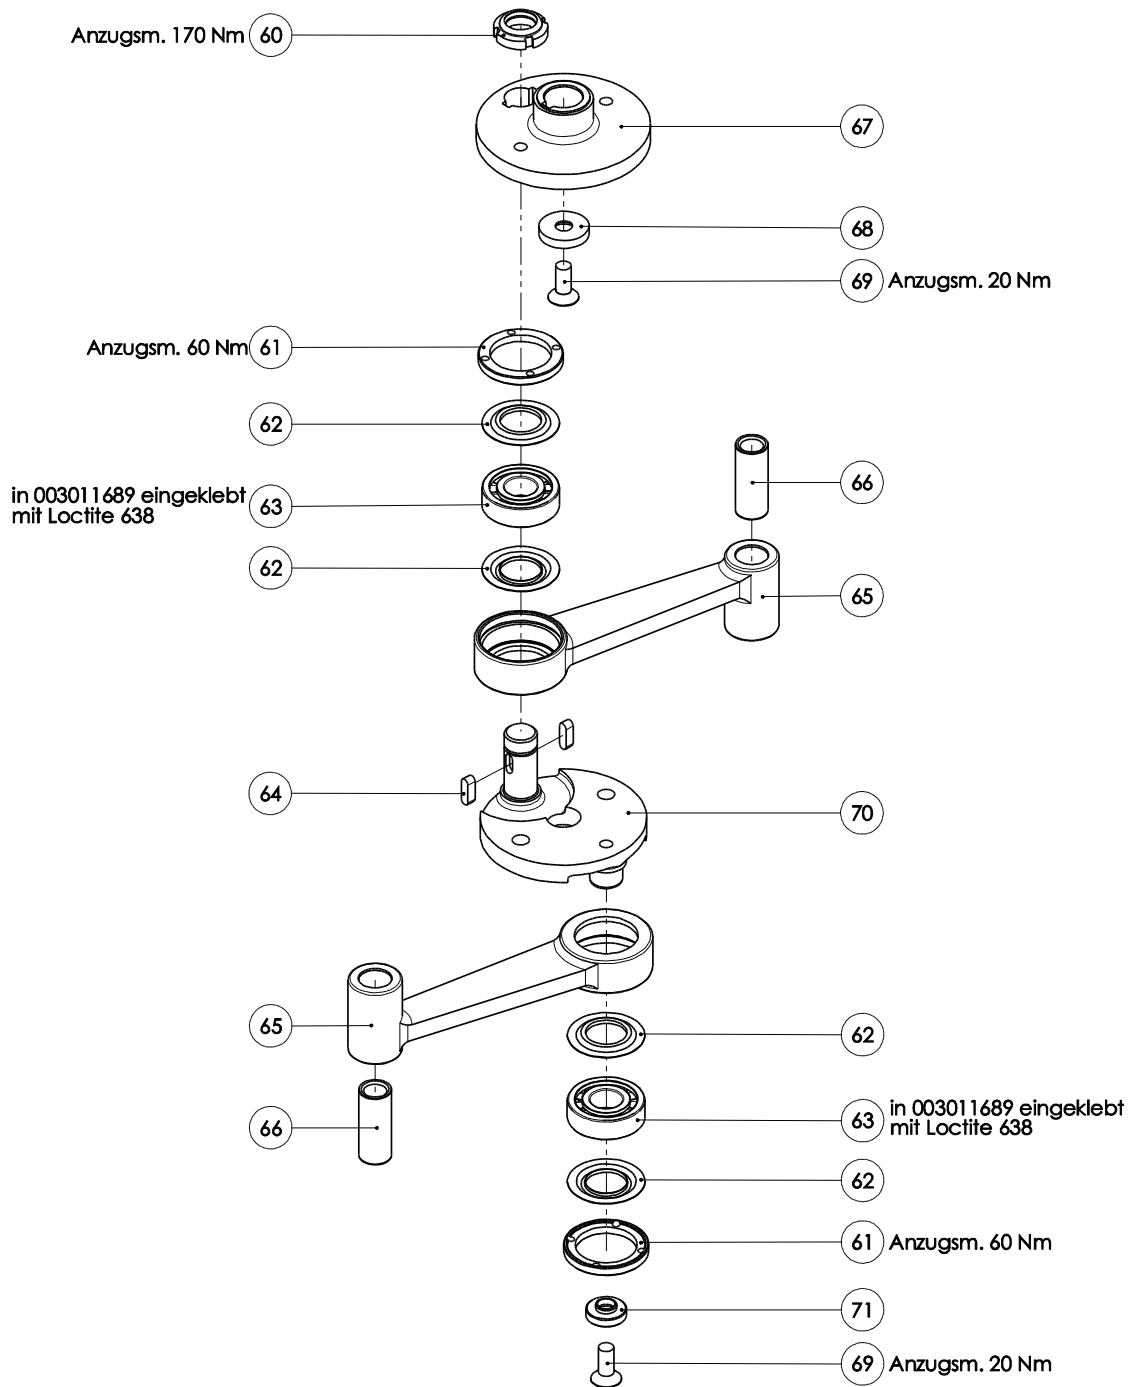 Anzugsm. 170 Nm 60
67
68
69 Anzugsm. 20 Nm
Anzugsm. 60 Nm 61
62
66
in 003011689 eingeklebt
mit Loctite 638
63
62
65
64
70
65
62
66
63
in 003011689 eingeklebt
mit Loctite 638
62
61 Anzugsm. 60 Nm
71
69 Anzugsm. 20 Nm